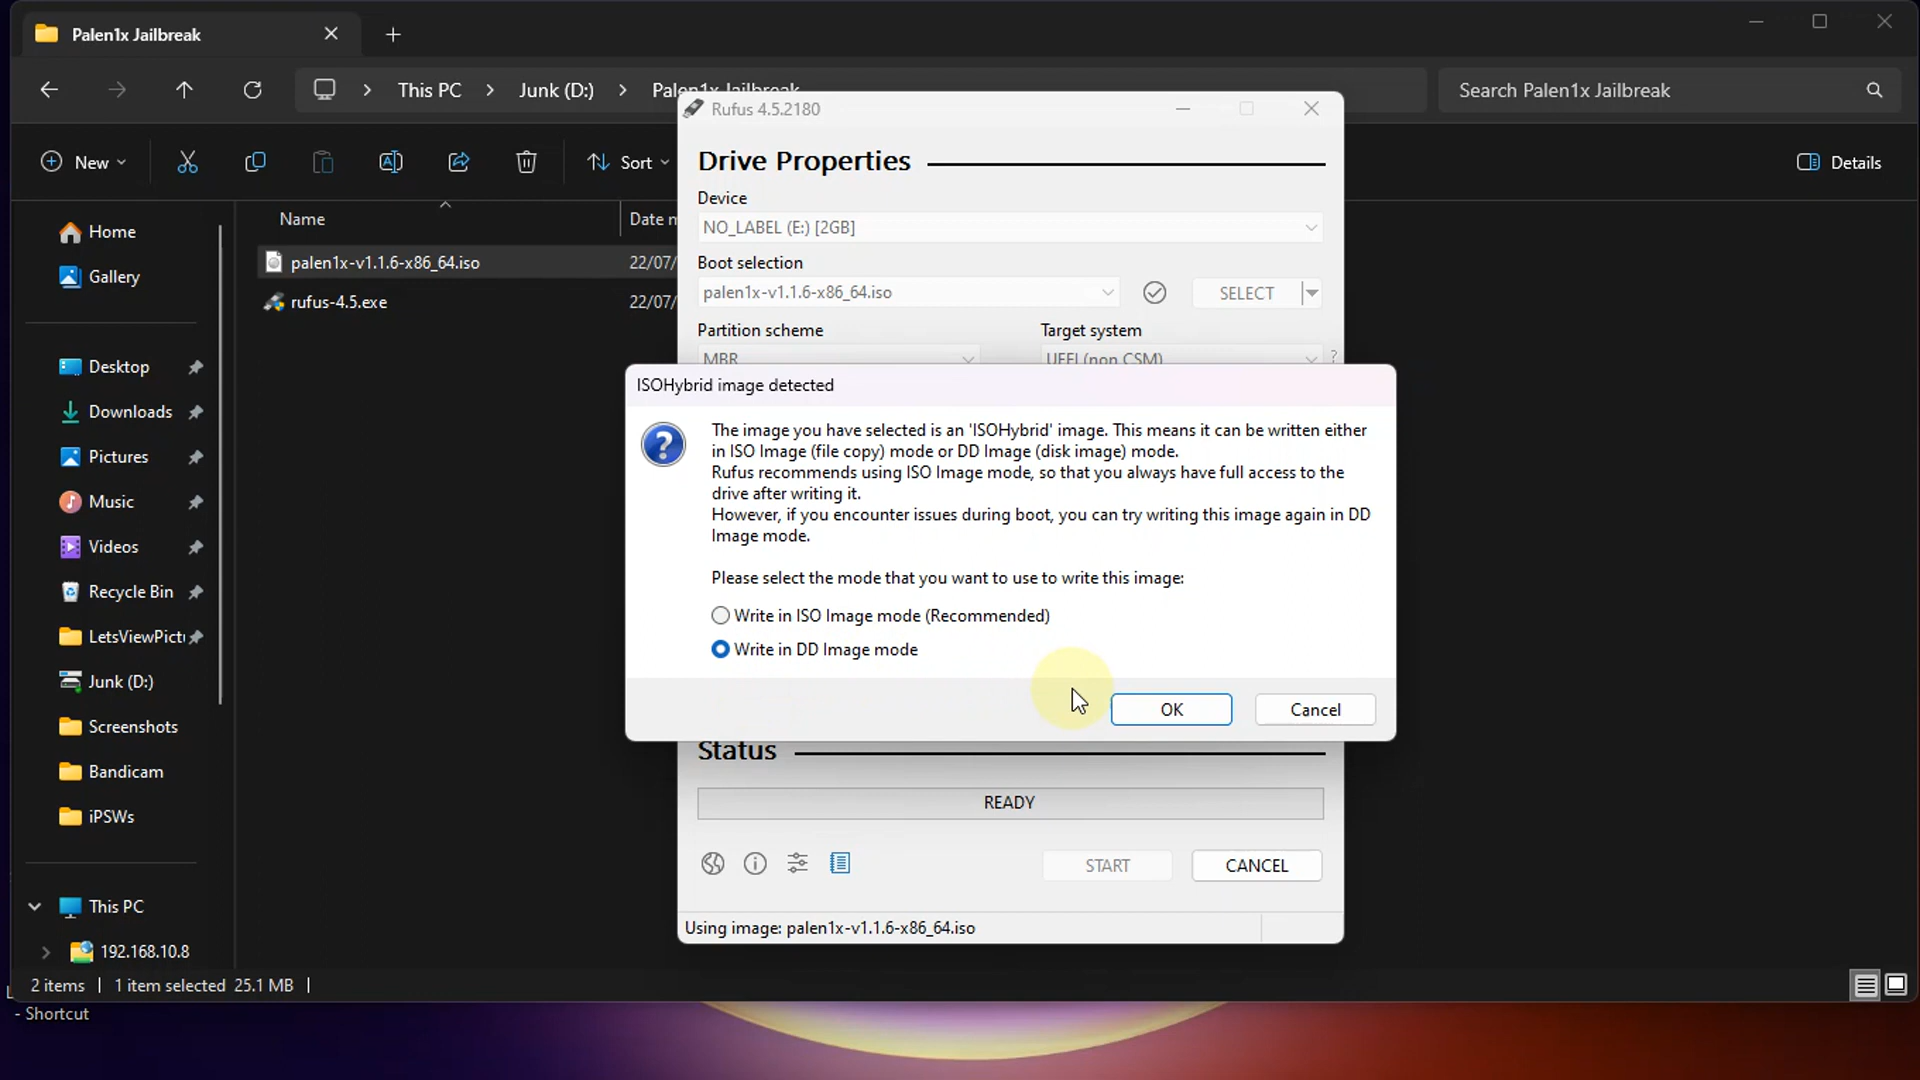 Palen1x Jailbreak
This PC
Junk (D:)
Palen1x Jailbreak
Search Palen1x Jailbreak
New
Sort
Details
Name
Date m
palen1x-v1.1.6-x86_64.iso
22/07/
rufus-4.5.exe
22/07/
Home
Gallery
Desktop
Downloads
Pictures
Music
Videos
Recycle Bin
LetsViewPictu
Junk (D:)
Screenshots
Bandicam
iPSWs
This PC
192.168.10.8
2 items
1 item selected 25.1 MB
- Shortcut
Rufus 4.5.2180
Drive Properties
Device
NO_LABEL (E:) [2GB]
Boot selection
palen1x-v1.1.6-x86_64.iso
SELECT
Partition scheme
Target system
MBR
UEFI (non CSM)
?
ISOHybrid image detected
The image you have selected is an 'ISOHybrid' image. This means it can be written either
in ISO Image (file copy) mode or DD Image (disk image) mode.
Rufus recommends using ISO Image mode, so that you always have full access to the
drive after writing it.
However, if you encounter issues during boot, you can try writing this image again in DD
Image mode.
Please select the mode that you want to use to write this image:
Write in ISO Image mode (Recommended)
Write in DD Image mode
OK
Cancel
Status
READY
START
CANCEL
Using image: palen1x-v1.1.6-x86_64.iso